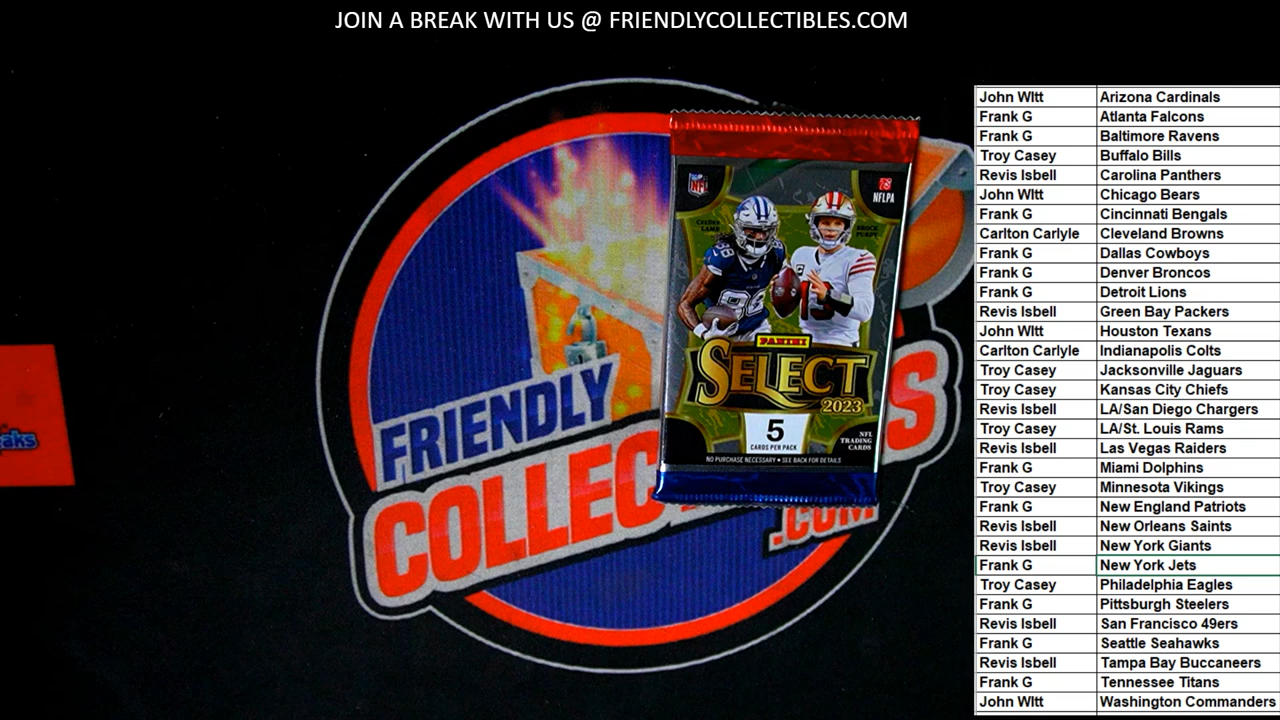 JOIN A BREAK WITH US @ FRIENDLYCOLLECTIBLES.COM
John WItt Arizona Cardinals
Frank G Atlanta Falcons
Frank G Baltimore Ravens
Troy Casey Buffalo Bills
Revis Isbell Carolina Panthers
John WItt Chicago Bears
Frank G Cincinnati Bengals
Carlton Carlyle Cleveland Browns
Frank G Dallas Cowboys
Frank G Denver Broncos
Frank G Detroit Lions
Revis Isbell Green Bay Packers
John WItt Houston Texans
Carlton Carlyle Indianapolis Colts
Troy Casey Jacksonville Jaguars
Troy Casey Kansas City Chiefs
Revis Isbell LA/San Diego Chargers
Troy Casey LA/St. Louis Rams
Revis Isbell Las Vegas Raiders
Frank G Miami Dolphins
Troy Casey Minnesota Vikings
Frank G New England Patriots
Revis Isbell New Orleans Saints
Revis Isbell New York Giants
Frank G New York Jets
Troy Casey Philadelphia Eagles
Frank G Pittsburgh Steelers
Revis Isbell San Francisco 49ers
Frank G Seattle Seahawks
Revis Isbell Tampa Bay Buccaneers
Frank G Tennessee Titans
John WItt Washington Commanders
NFL
NFLPA
CEEDEE LAMB
BROCK PURDY
88
13
PANINI
SELECT
2023
5
CARDS PER PACK
NFL
TRADING
CARDS
NO PURCHASE NECESSARY • SEE BACK FOR DETAILS
FRIENDLY
COLLEC S
.COM
eaks